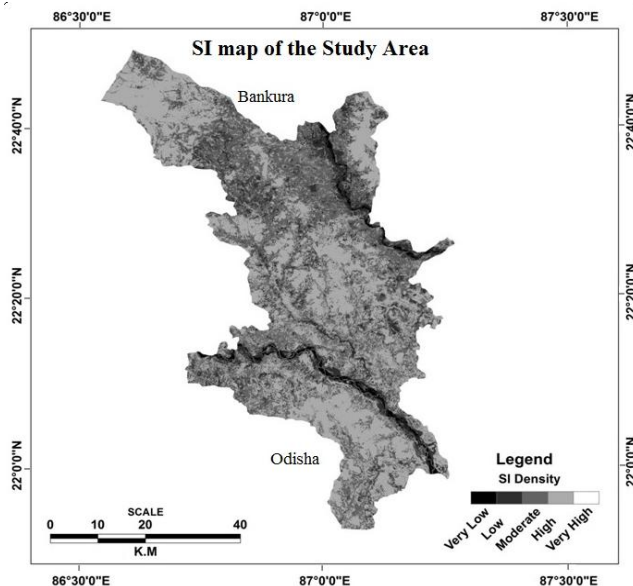 86°30'0"E 87°0'0"E 87°30'0"E
SI map of the Study Area
Bankura
22°40'0"N 22°40'0"N
22°20'0"N 22°20'0"N
Odisha
22°0'0"N 22°0'0"N
Legend
SI Density
Very Low Low Moderate High Very High
SCALE
0 10 20 40
K.M
86°30'0"E 87°0'0"E 87°30'0"E